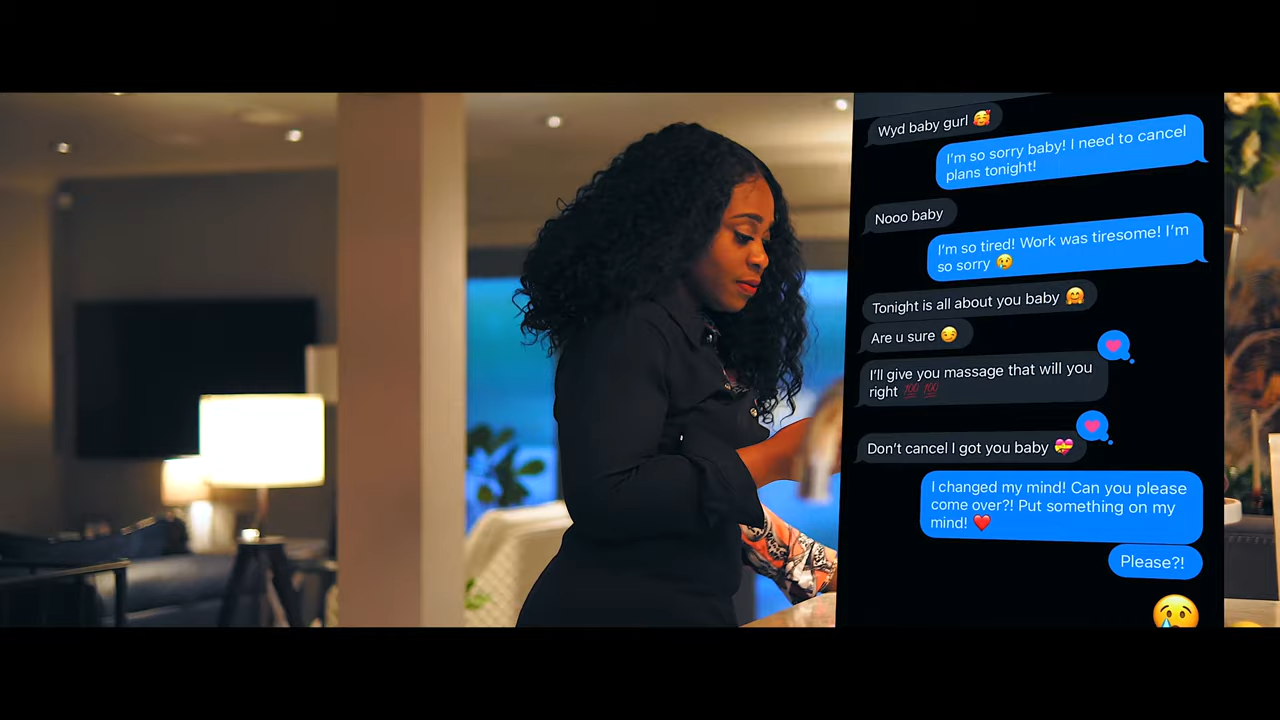 Wyd baby gurl 🥰
I'm so sorry baby! I need to cancel
plans tonight!
Nooo baby
I'm so tired! Work was tiresome! I'm
so sorry 😢
Tonight is all about you baby 🤗
Are u sure 😏
I'll give you massage that will you
right 💯 💯
Don't cancel I got you baby 💝
I changed my mind! Can you please
come over?! Put something on my
mind! ❤️
Please?!
😢